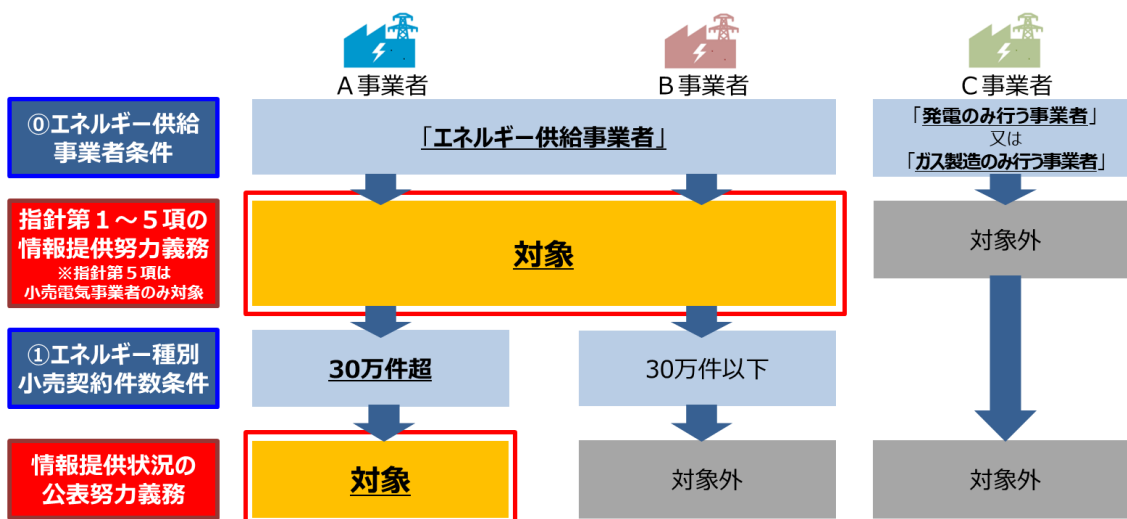 A事業者
B事業者
C事業者
⓪エネルギー供給
事業者条件
「エネルギー供給事業者」
「発電のみ行う事業者」
又は
「ガス製造のみ行う事業者」
指針第１～５項の
情報提供努力義務
※指針第５項は
小売電気事業者のみ対象
対象
対象外
①エネルギー種別
小売契約件数条件
30万件超
30万件以下
情報提供状況の
公表努力義務
対象
対象外
対象外